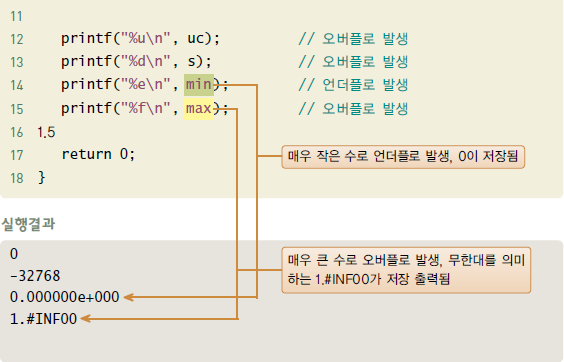 11
12 printf("%u\n", uc); // 오버플로 발생
13 printf("%d\n", s); // 오버플로 발생
14 printf("%e\n", min); // 언더플로 발생
15 printf("%f\n", max); // 오버플로 발생
16 1.5
17 return 0;
18 }
매우 작은 수로 언더플로 발생, 0이 저장됨
실행결과
0
-32768
0.000000e+000
1.#INF00
매우 큰 수로 오버플로 발생, 무한대를 의미
하는 1.#INF00가 저장 출력됨